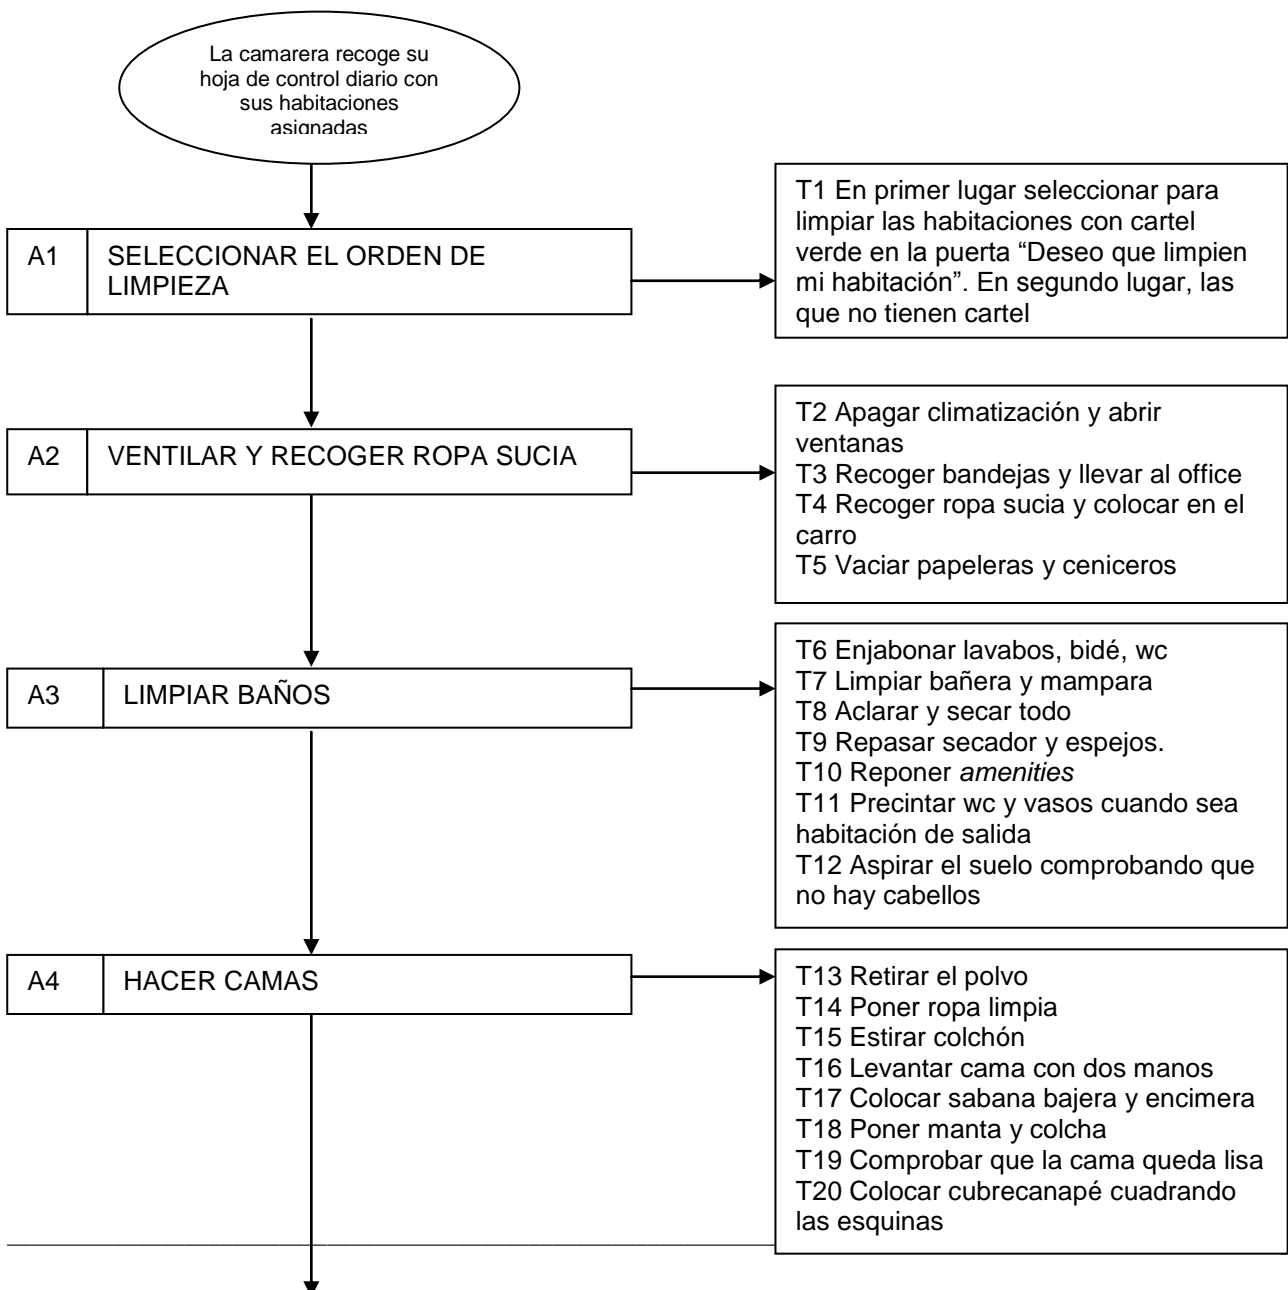 La camarera recoge su
hoja de control diario con
sus habitaciones
asignadas
A1
SELECCIONAR EL ORDEN DE
LIMPIEZA
T1 En primer lugar seleccionar para
limpiar las habitaciones con cartel
verde en la puerta “Deseo que limpien
mi habitación”. En segundo lugar, las
que no tienen cartel
A2
VENTILAR Y RECOGER ROPA SUCIA
T2 Apagar climatización y abrir
ventanas
T3 Recoger bandejas y llevar al office
T4 Recoger ropa sucia y colocar en el
carro
T5 Vaciar papeleras y ceniceros
A3
LIMPIAR BAÑOS
T6 Enjabonar lavabos, bidé, wc
T7 Limpiar bañera y mampara
T8 Aclarar y secar todo
T9 Repasar secador y espejos.
T10 Reponer amenities
T11 Precintar wc y vasos cuando sea
habitación de salida
T12 Aspirar el suelo comprobando que
no hay cabellos
A4
HACER CAMAS
T13 Retirar el polvo
T14 Poner ropa limpia
T15 Estirar colchón
T16 Levantar cama con dos manos
T17 Colocar sabana bajera y encimera
T18 Poner manta y colcha
T19 Comprobar que la cama queda lisa
T20 Colocar cubrecanapé cuadrando
las esquinas